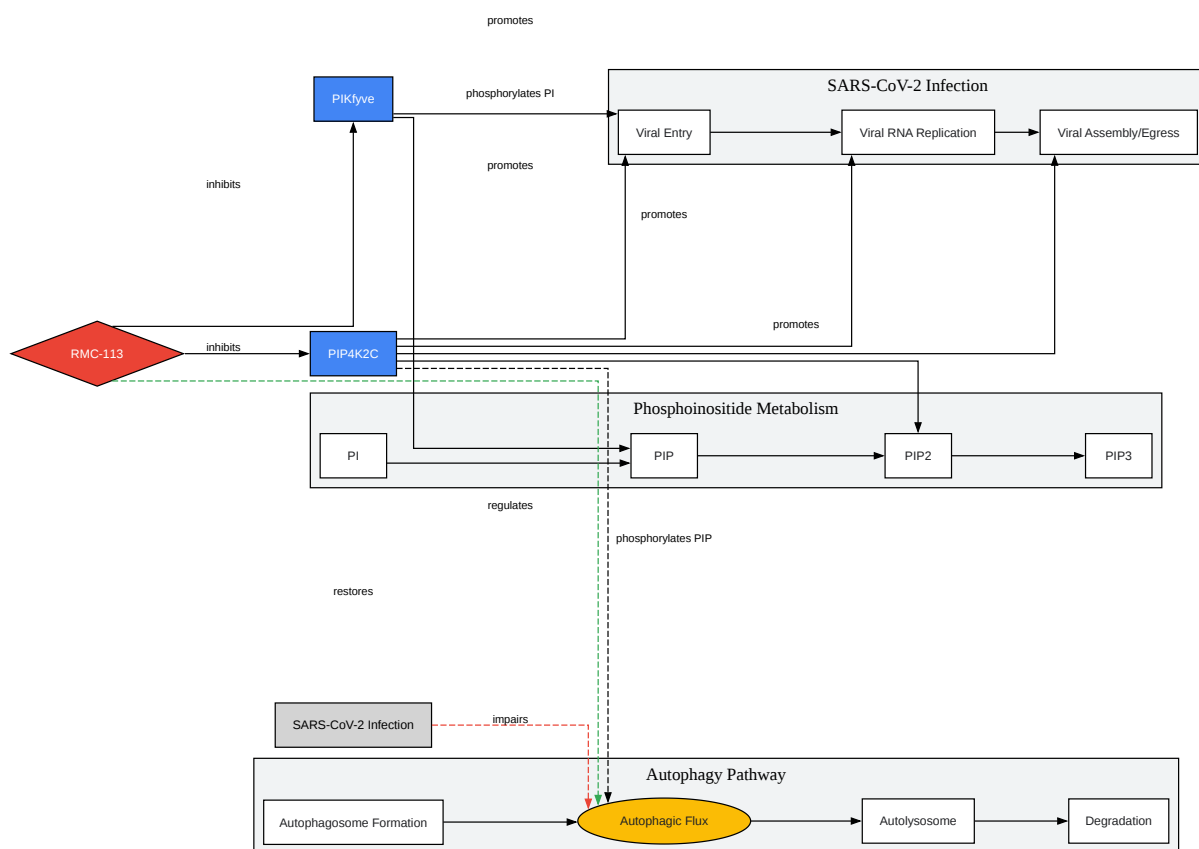 promotes
SARS-CoV-2 Infection
PIKfyve
phosphorylates PI
Viral Entry
Viral RNA Replication
Viral Assembly/Egress
promotes
inhibits
promotes
promotes
RMC-113
inhibits
PIP4K2C
Phosphoinositide Metabolism
PI
PIP
PIP2
PIP3
regulates
phosphorylates PIP
restores
SARS-CoV-2 Infection
impairs
Autophagy Pathway
Autophagosome Formation
Autophagic Flux
Autolysosome
Degradation